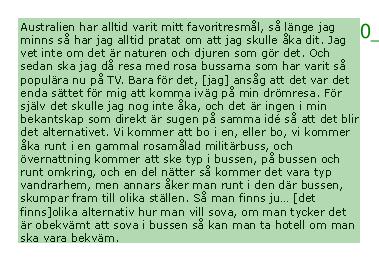 Australien har alltid varit mitt favoritresmål, så länge jag
minns så har jag alltid pratat om att jag skulle åka dit. Jag
vet inte om det är naturen och djuren som gör det. Och
sedan ska jag då resa med rosa bussarna som har varit så
populära nu på TV. Bara för det, [jag] ansåg att det var det
enda sättet för mig att komma iväg på min drömresa. För
själv det skulle jag nog inte åka, och det är ingen i min
bekantskap som direkt är sugen på samma idé så att det blir
det alternativet. Vi kommer att bo i en, eller bo, vi kommer
åka runt i en gammal rosamålad militärbuss, och
övernattning kommer att ske typ i bussen, på bussen och
runt omkring, och en del nätter så kommer det vara typ
vandrarhem, men annars åker man runt i den där bussen,
skumpar fram till olika ställen. Så man finns ju... [det
finns]olika alternativ hur man vill sova, om man tycker det
är obekvämt att sova i bussen så kan man ta hotell om man
ska vara bekväm.
0_